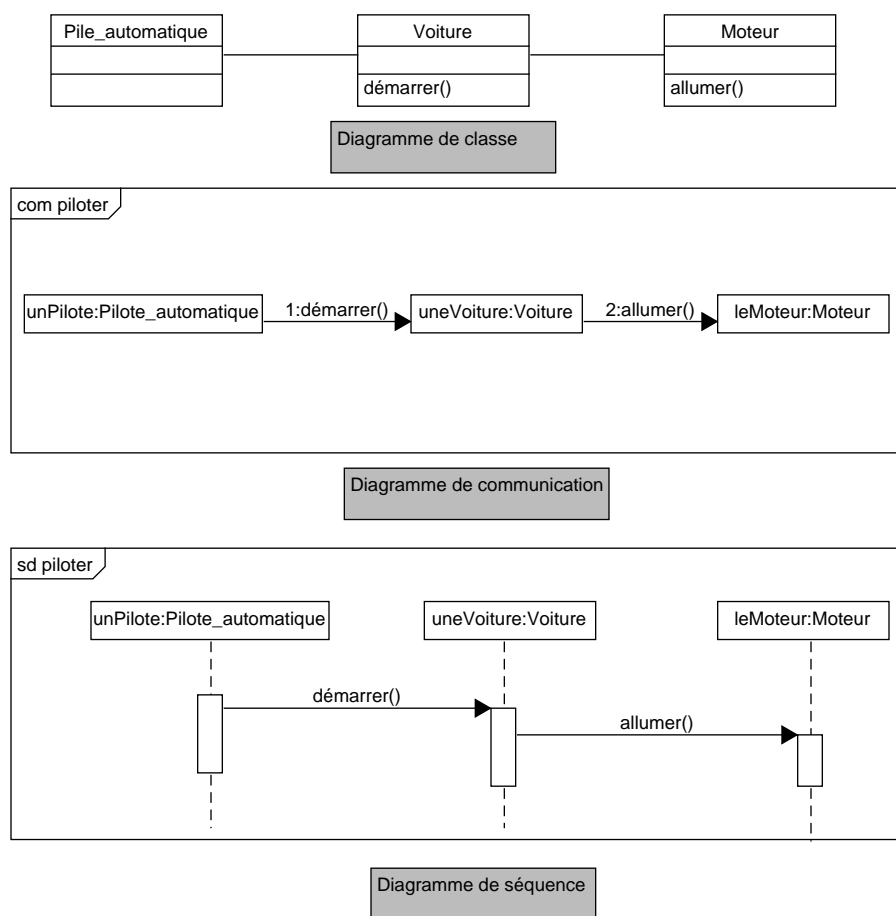 Pile_automatique
Voiture
Moteur
démarrer()
allumer()
Diagramme de classe
com piloter
unPilote:Pilote_automatique
1:démarrer()
uneVoiture:Voiture
2:allumer()
leMoteur:Moteur
Diagramme de communication
sd piloter
unPilote:Pilote_automatique
uneVoiture:Voiture
leMoteur:Moteur
démarrer()
allumer()
Diagramme de séquence